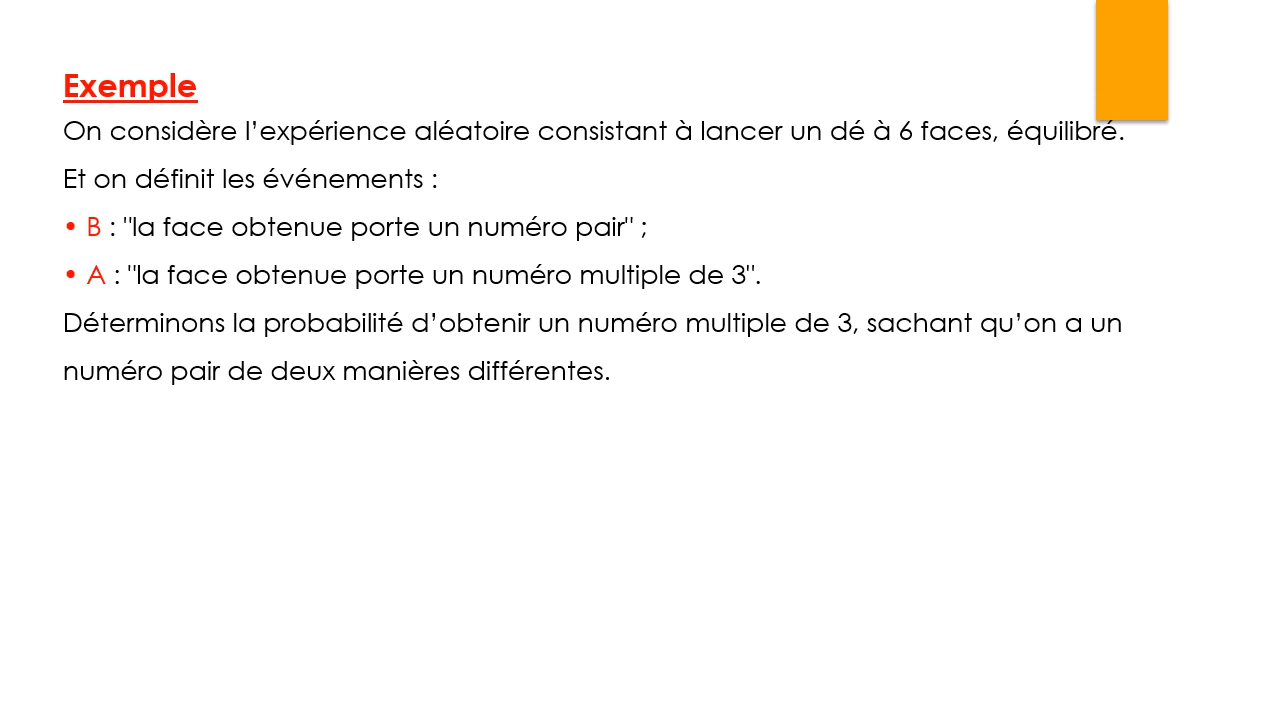 Exemple
On considère l’expérience aléatoire consistant à lancer un dé à 6 faces, équilibré.
Et on définit les événements :
• B : "la face obtenue porte un numéro pair" ;
• A : "la face obtenue porte un numéro multiple de 3".
Déterminons la probabilité d’obtenir un numéro multiple de 3, sachant qu’on a un
numéro pair de deux manières différentes.